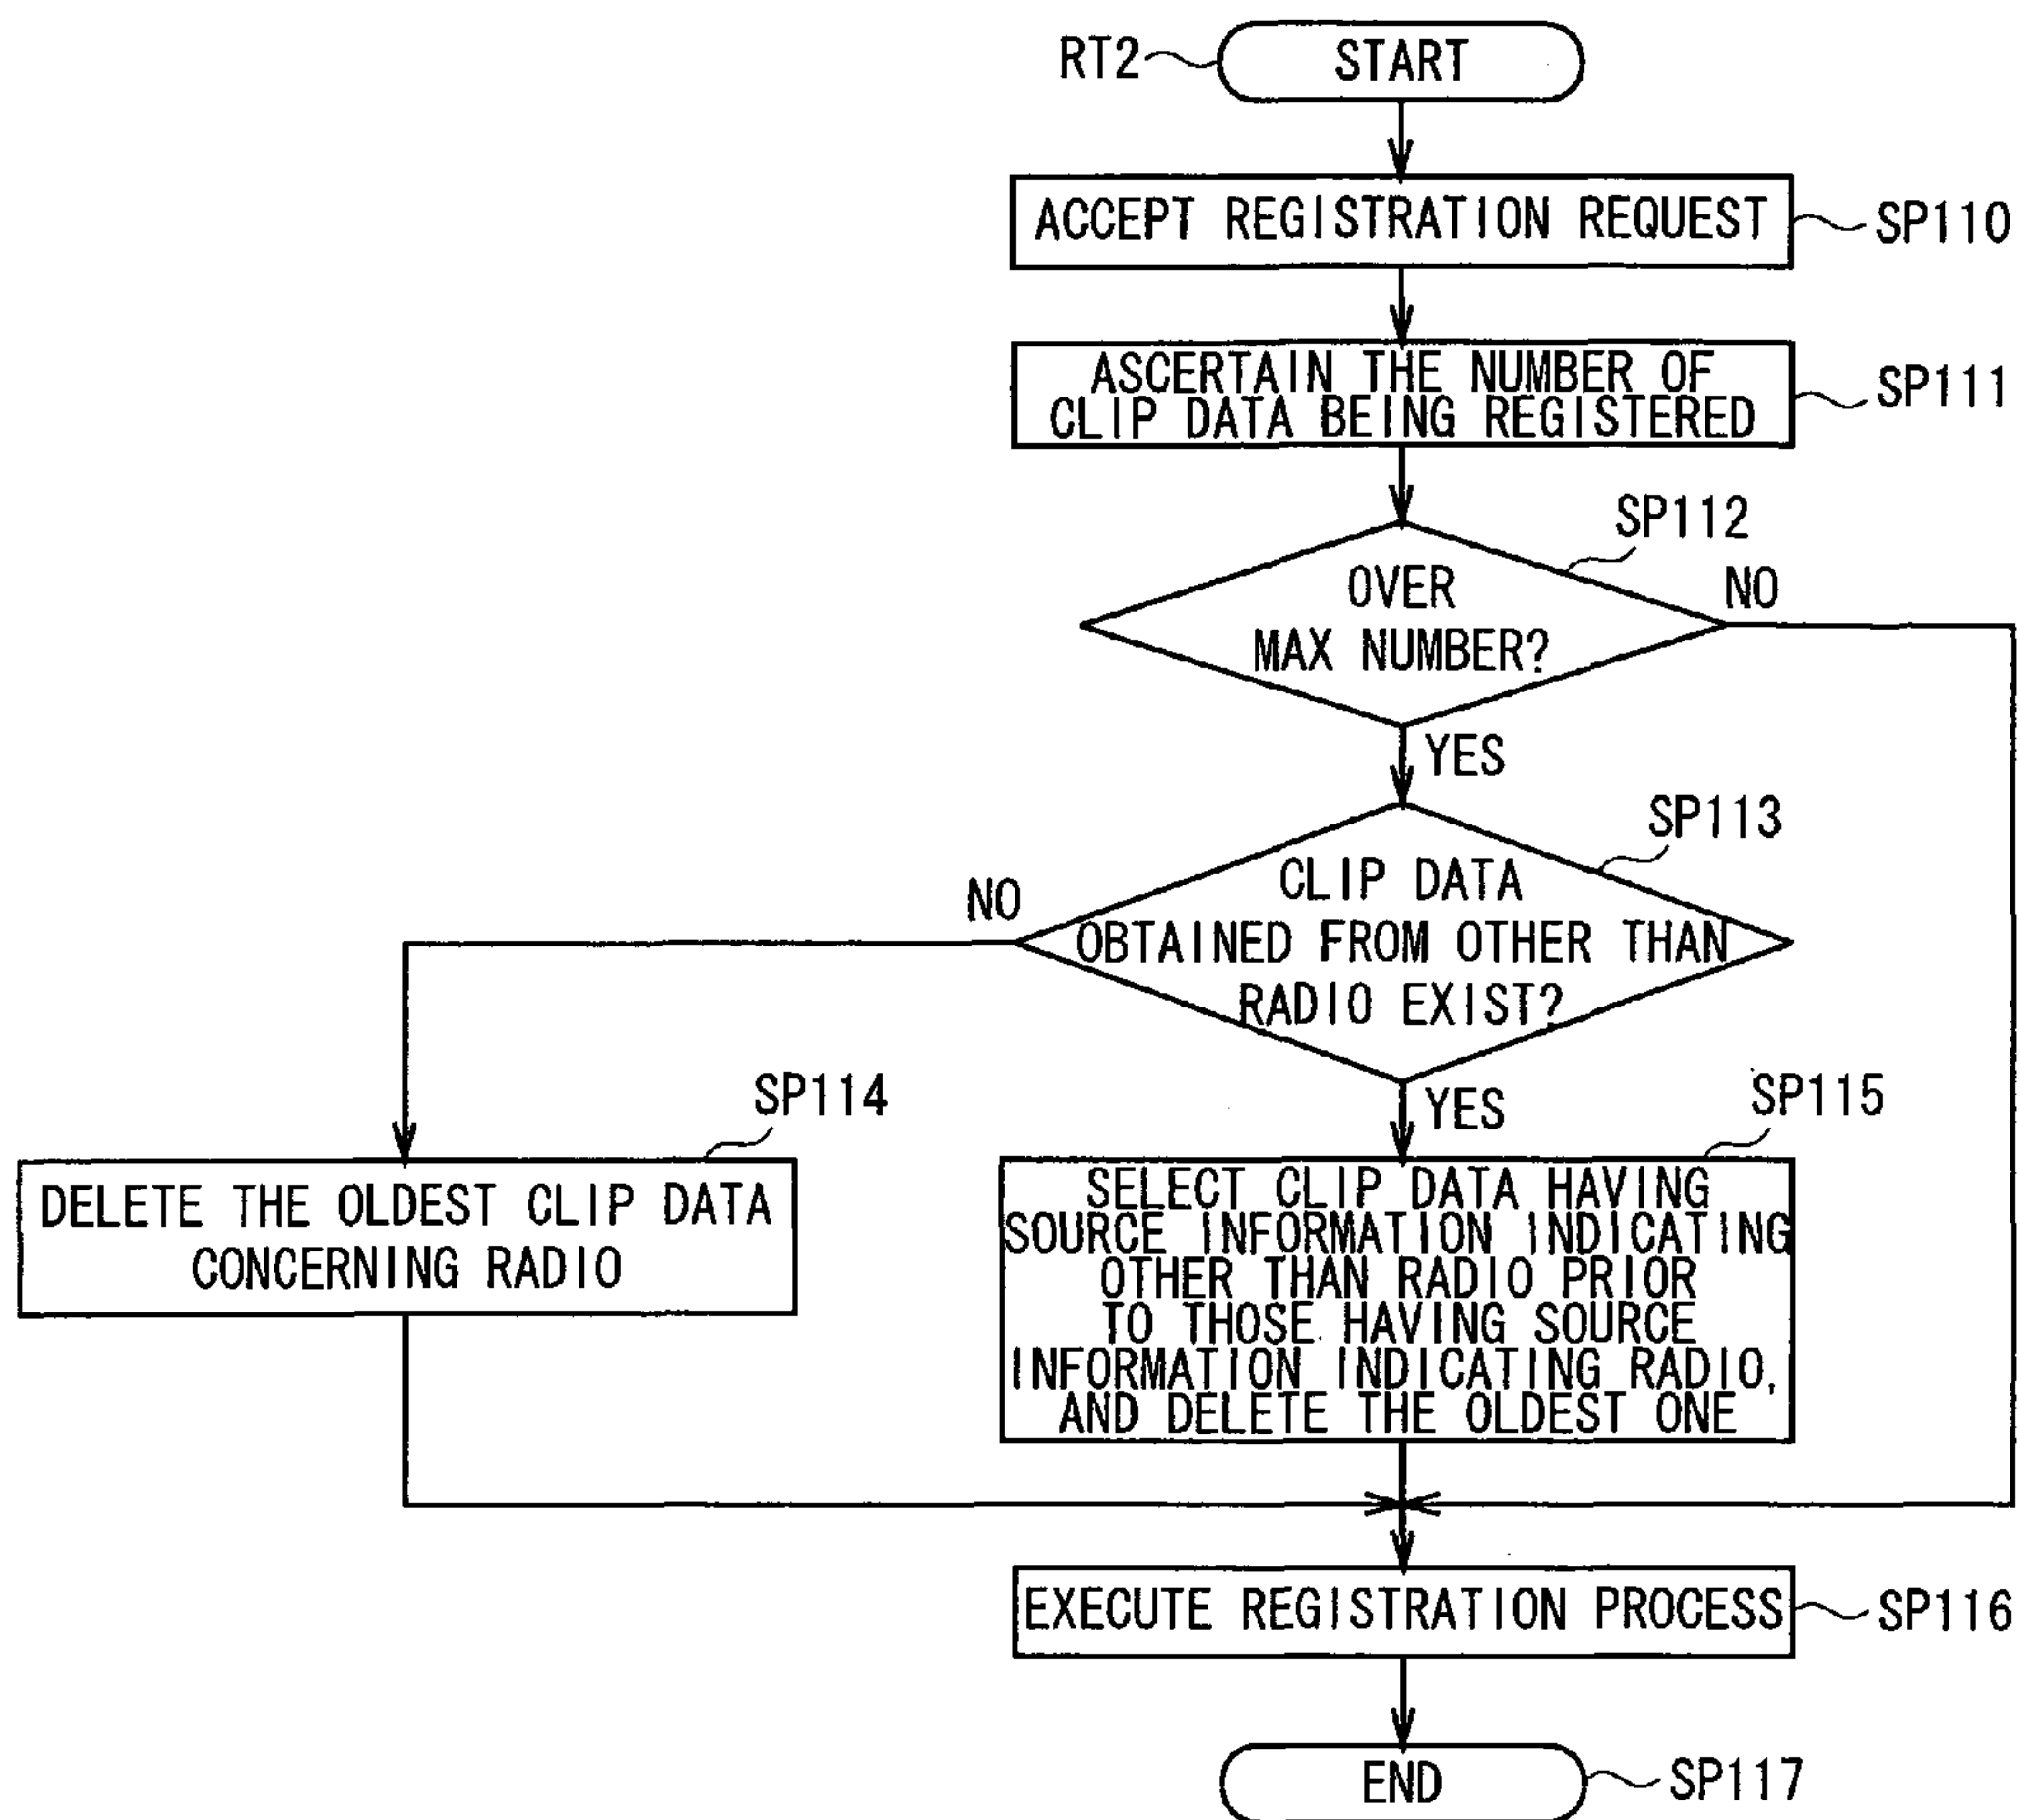 RT2
START
ACCEPT REGISTRATION REQUEST
SP110
ASCERTAIN THE NUMBER OF
CLIP DATA BEING REGISTERED
SP111
SP112
OVER
MAX NUMBER?
NO
YES
SP113
CLIP DATA
OBTAINED FROM OTHER THAN
RADIO EXIST?
NO
YES
SP114
DELETE THE OLDEST CLIP DATA
CONCERNING RADIO
SP115
SELECT CLIP DATA HAVING
SOURCE INFORMATION INDICATING
OTHER THAN RADIO PRIOR
TO THOSE HAVING SOURCE
INFORMATION INDICATING RADIO,
AND DELETE THE OLDEST ONE
EXECUTE REGISTRATION PROCESS
SP116
END
SP117